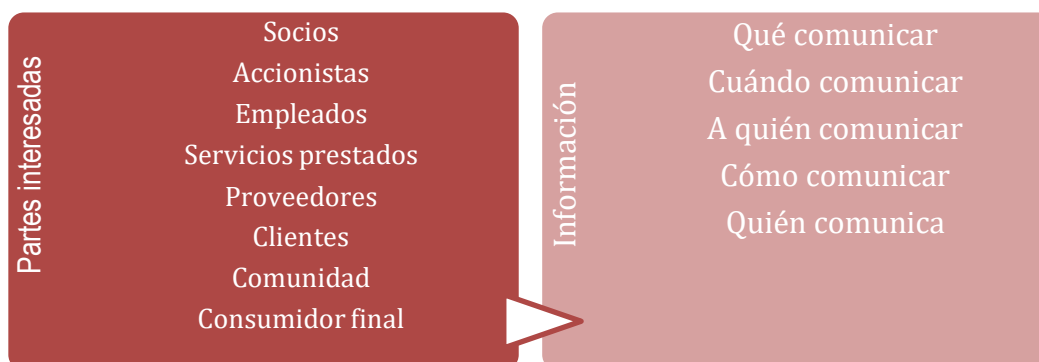 Partes interesadas
Socios
Accionistas
Empleados
Servicios prestados
Proveedores
Clientes
Comunidad
Consumidor final
Información
Qué comunicar
Cuándo comunicar
A quién comunicar
Cómo comunicar
Quién comunica